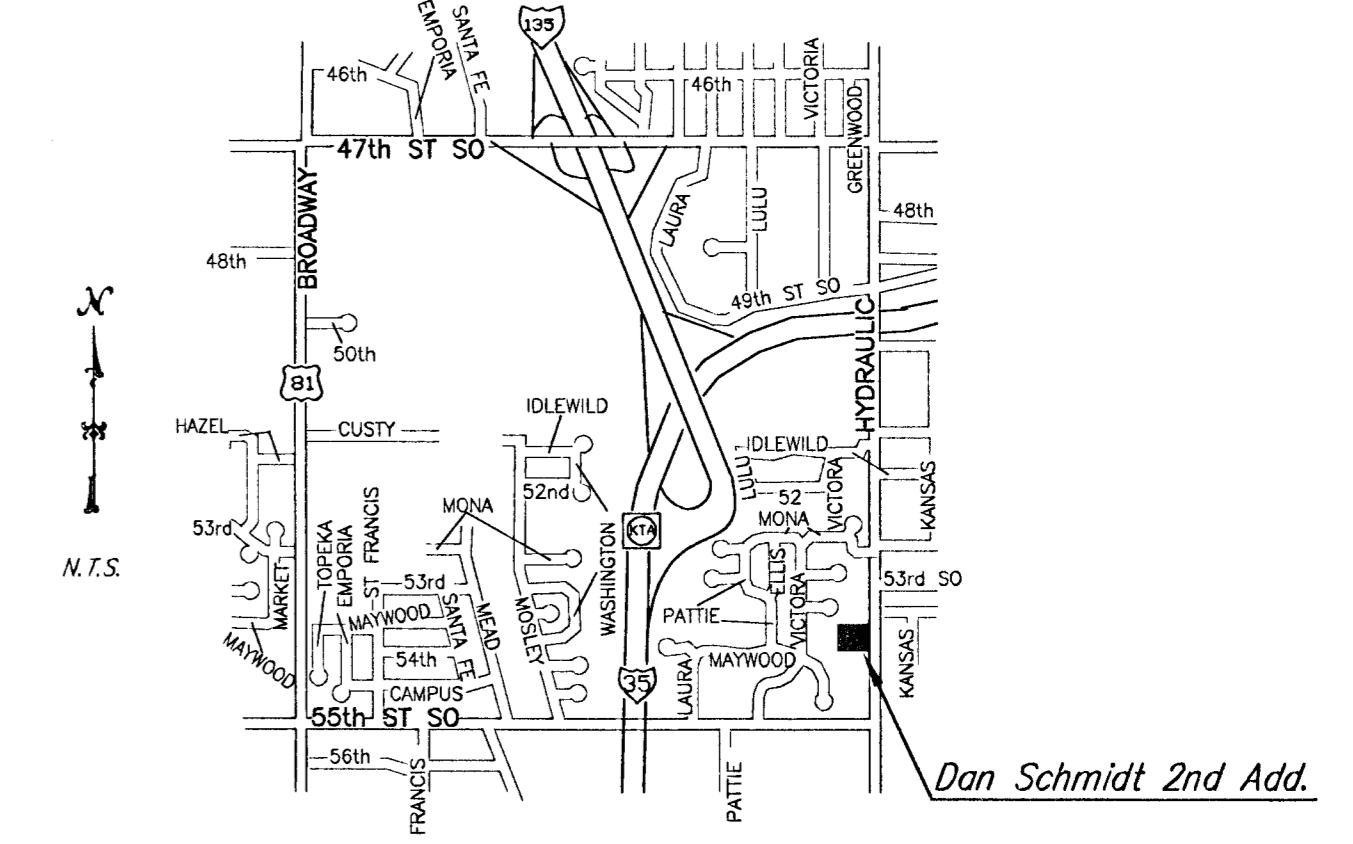 135
EMPORIA
SANTA FE
46th
46th
VICTORIA
GREENWOOD
47th ST SO
BROADWAY
LAURA
LULU
48th
48th
49th ST SO
HYDRAULIC
N
50th
81
HAZEL
CUSTY
IDLEWILD
IDLEWILD
LULU
VICTORA
KANSAS
52nd
52
MONA
MONA
53rd
KTA
N.T.S.
TOPEKA
EMPORIA
ST FRANCIS
MARKET
53rd
WASHINGTON
ELLIS
VICTORA
53rd SO
PATTIE
MAYWOOD
SANTA FE
MEAD
MOSLEY
MAYWOOD
54th
MAYWOOD
LAURA
KANSAS
35
CAMPUS
55th ST SO
56th
FRANCIS
PATTIE
Dan Schmidt 2nd Add.